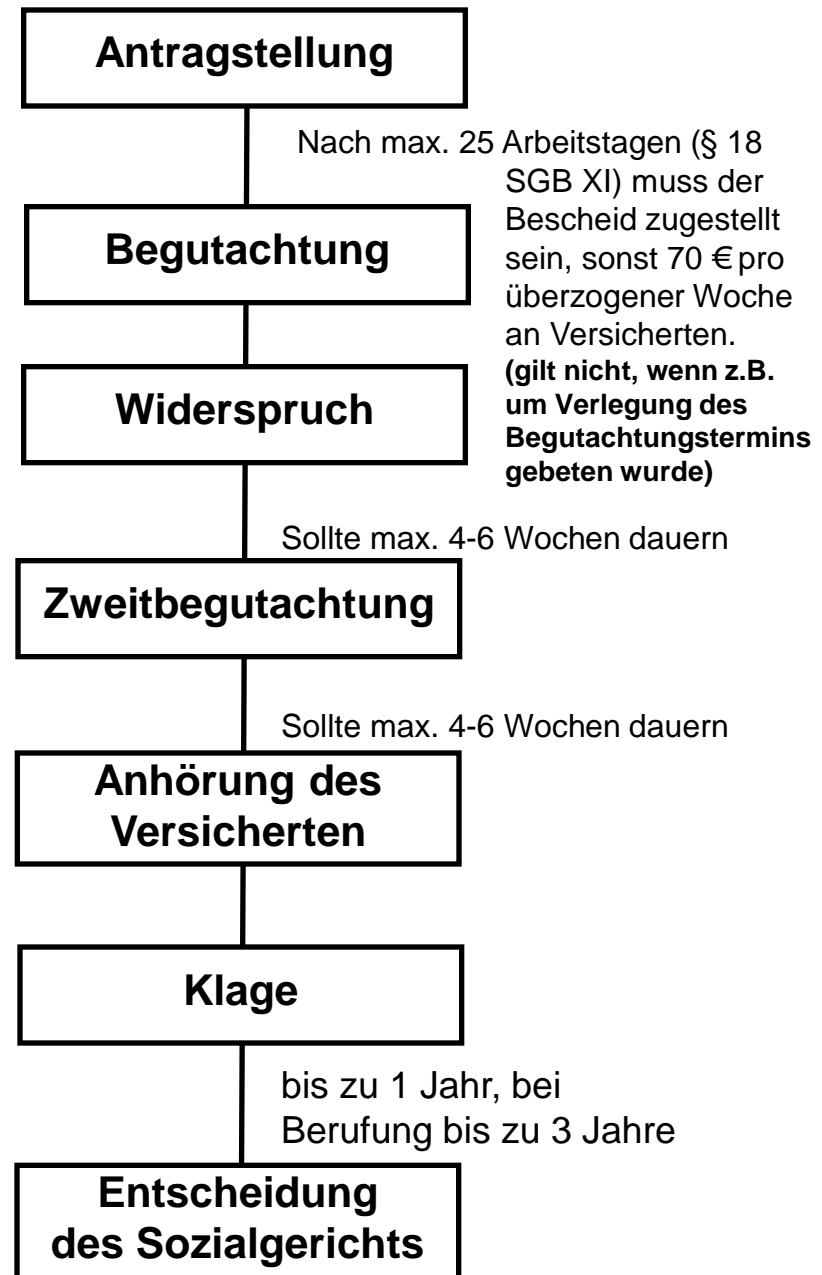 Antragstellung
Nach max. 25 Arbeitstagen (§ 18
SGB XI) muss der
Bescheid zugestellt
sein, sonst 70 € pro
überzogener Woche
an Versicherten.
(gilt nicht, wenn z.B.
um Verlegung des
Begutachtungstermins
gebeten wurde)
Begutachtung
Widerspruch
Sollte max. 4-6 Wochen dauern
Zweitbegutachtung
Sollte max. 4-6 Wochen dauern
Anhörung des
Versicherten
Klage
bis zu 1 Jahr, bei
Berufung bis zu 3 Jahre
Entscheidung
des Sozialgerichts